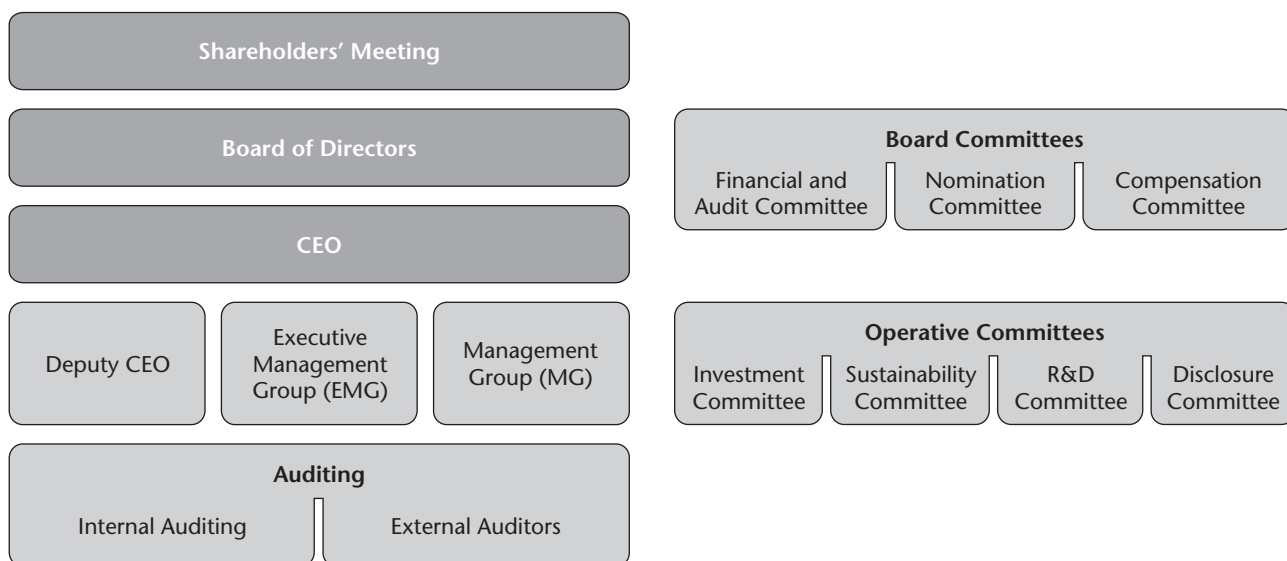 Shareholders’ Meeting
Board of Directors
CEO
Deputy CEO
Executive
Management
Group (EMG)
Management
Group (MG)
Auditing
Internal Auditing
External Auditors
Board Committees
Financial and
Audit Committee
Nomination
Committee
Compensation
Committee
Operative Committees
Investment
Committee
Sustainability
Committee
R&D
Committee
Disclosure
Committee